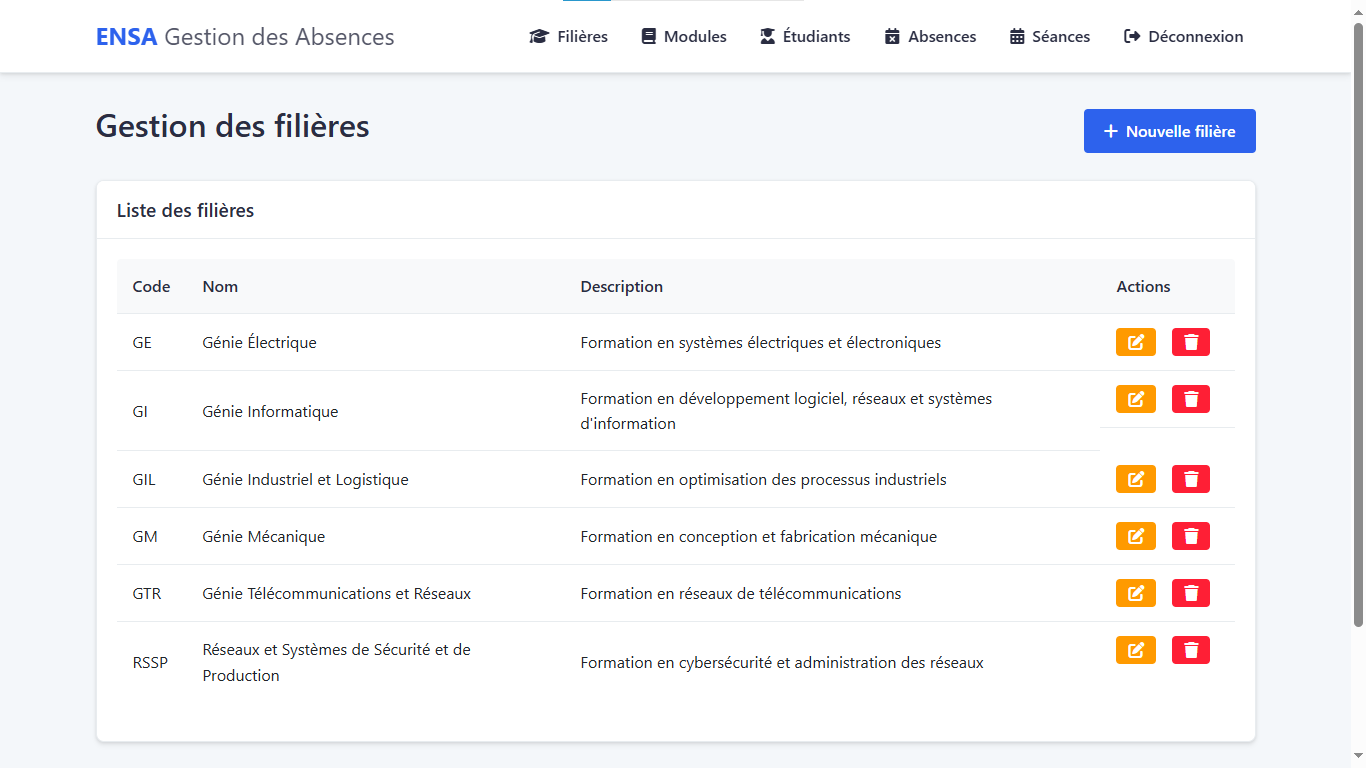 ENSA Gestion des Absences Filières Modules Étudiants Absences Séances Déconnexion
Gestion des filières
Nouvelle filière
Liste des filières
Code Nom Description Actions
GE Génie Électrique Formation en systèmes électriques et électroniques
GI Génie Informatique Formation en développement logiciel, réseaux et systèmes
d'information
GIL Génie Industriel et Logistique Formation en optimisation des processus industriels
GM Génie Mécanique Formation en conception et fabrication mécanique
GTR Génie Télécommunications et Réseaux Formation en réseaux de télécommunications
RSSP Réseaux et Systèmes de Sécurité et de
Production Formation en cybersécurité et administration des réseaux